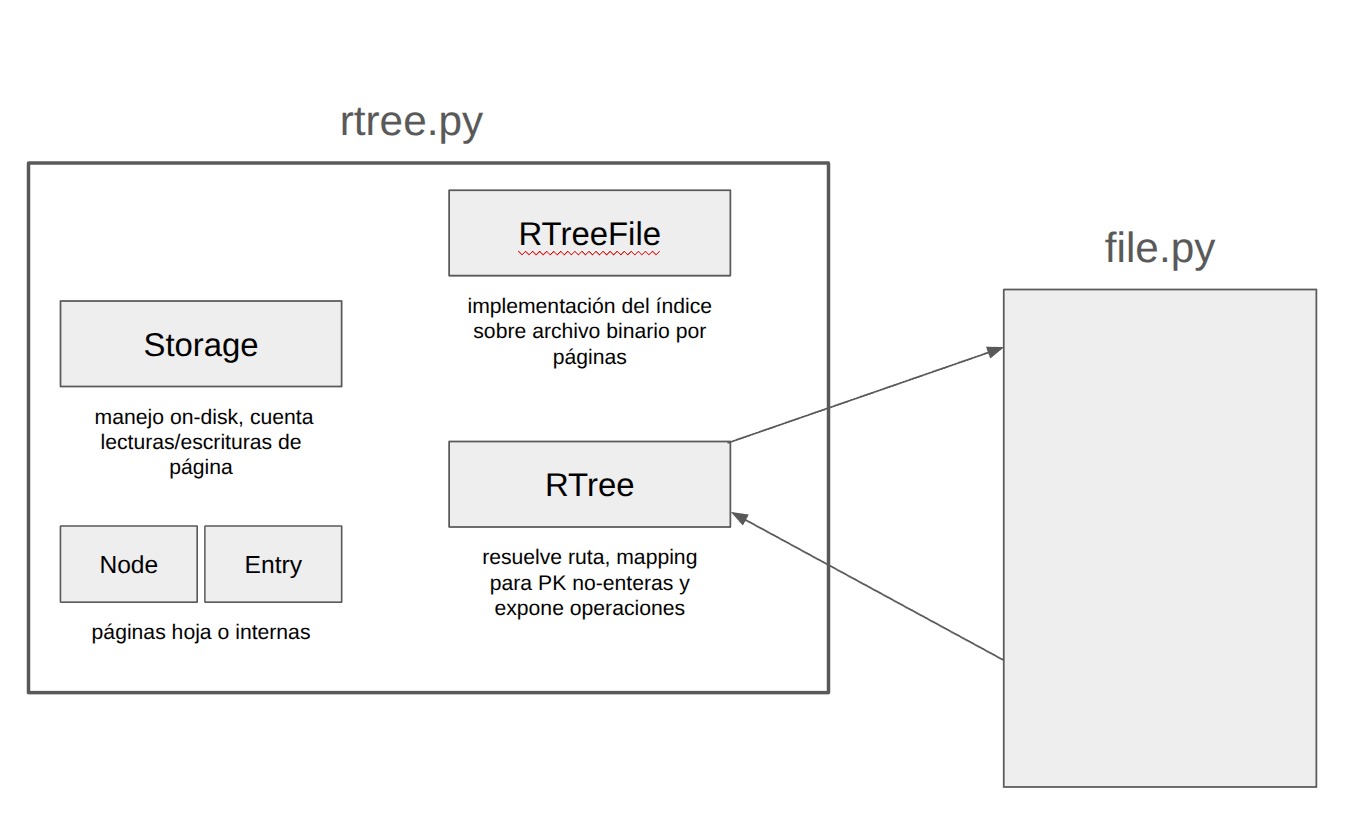 rtree.py
RTreeFile
implementación del índice
sobre archivo binario por
páginas
Storage
manejo on-disk, cuenta
lecturas/escrituras de
página
Node
Entry
páginas hoja o internas
RTree
resuelve ruta, mapping
para PK no-enteras y
expone operaciones
file.py